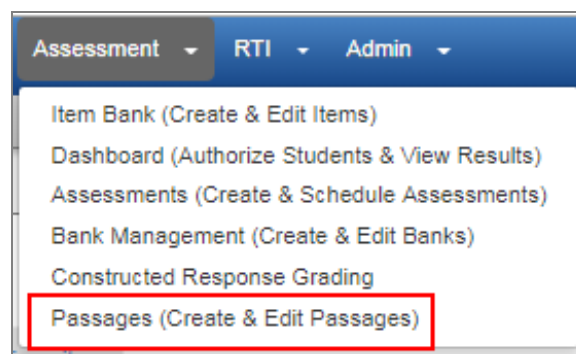 Assessment RTI Admin
Item Bank (Create & Edit Items)
Dashboard (Authorize Students & View Results)
Assessments (Create & Schedule Assessments)
Bank Management (Create & Edit Banks)
Constructed Response Grading
Passages (Create & Edit Passages)